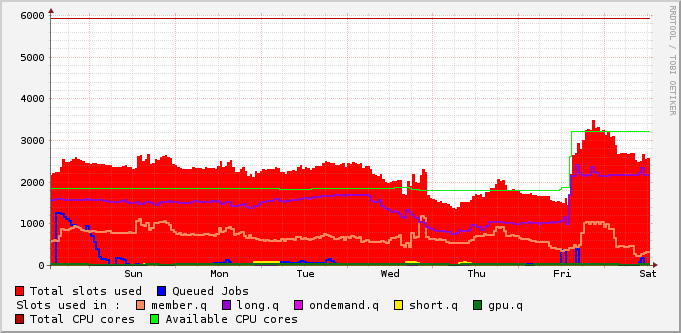 RRDTOOL / TOBI OETIKER
6000
5000
4000
3000
2000
1000
0
Sun Mon Tue Wed Thu Fri Sat
Total slots used Queued Jobs
Slots used in : member.q long.q ondemand.q short.q gpu.q
Total CPU cores Available CPU cores